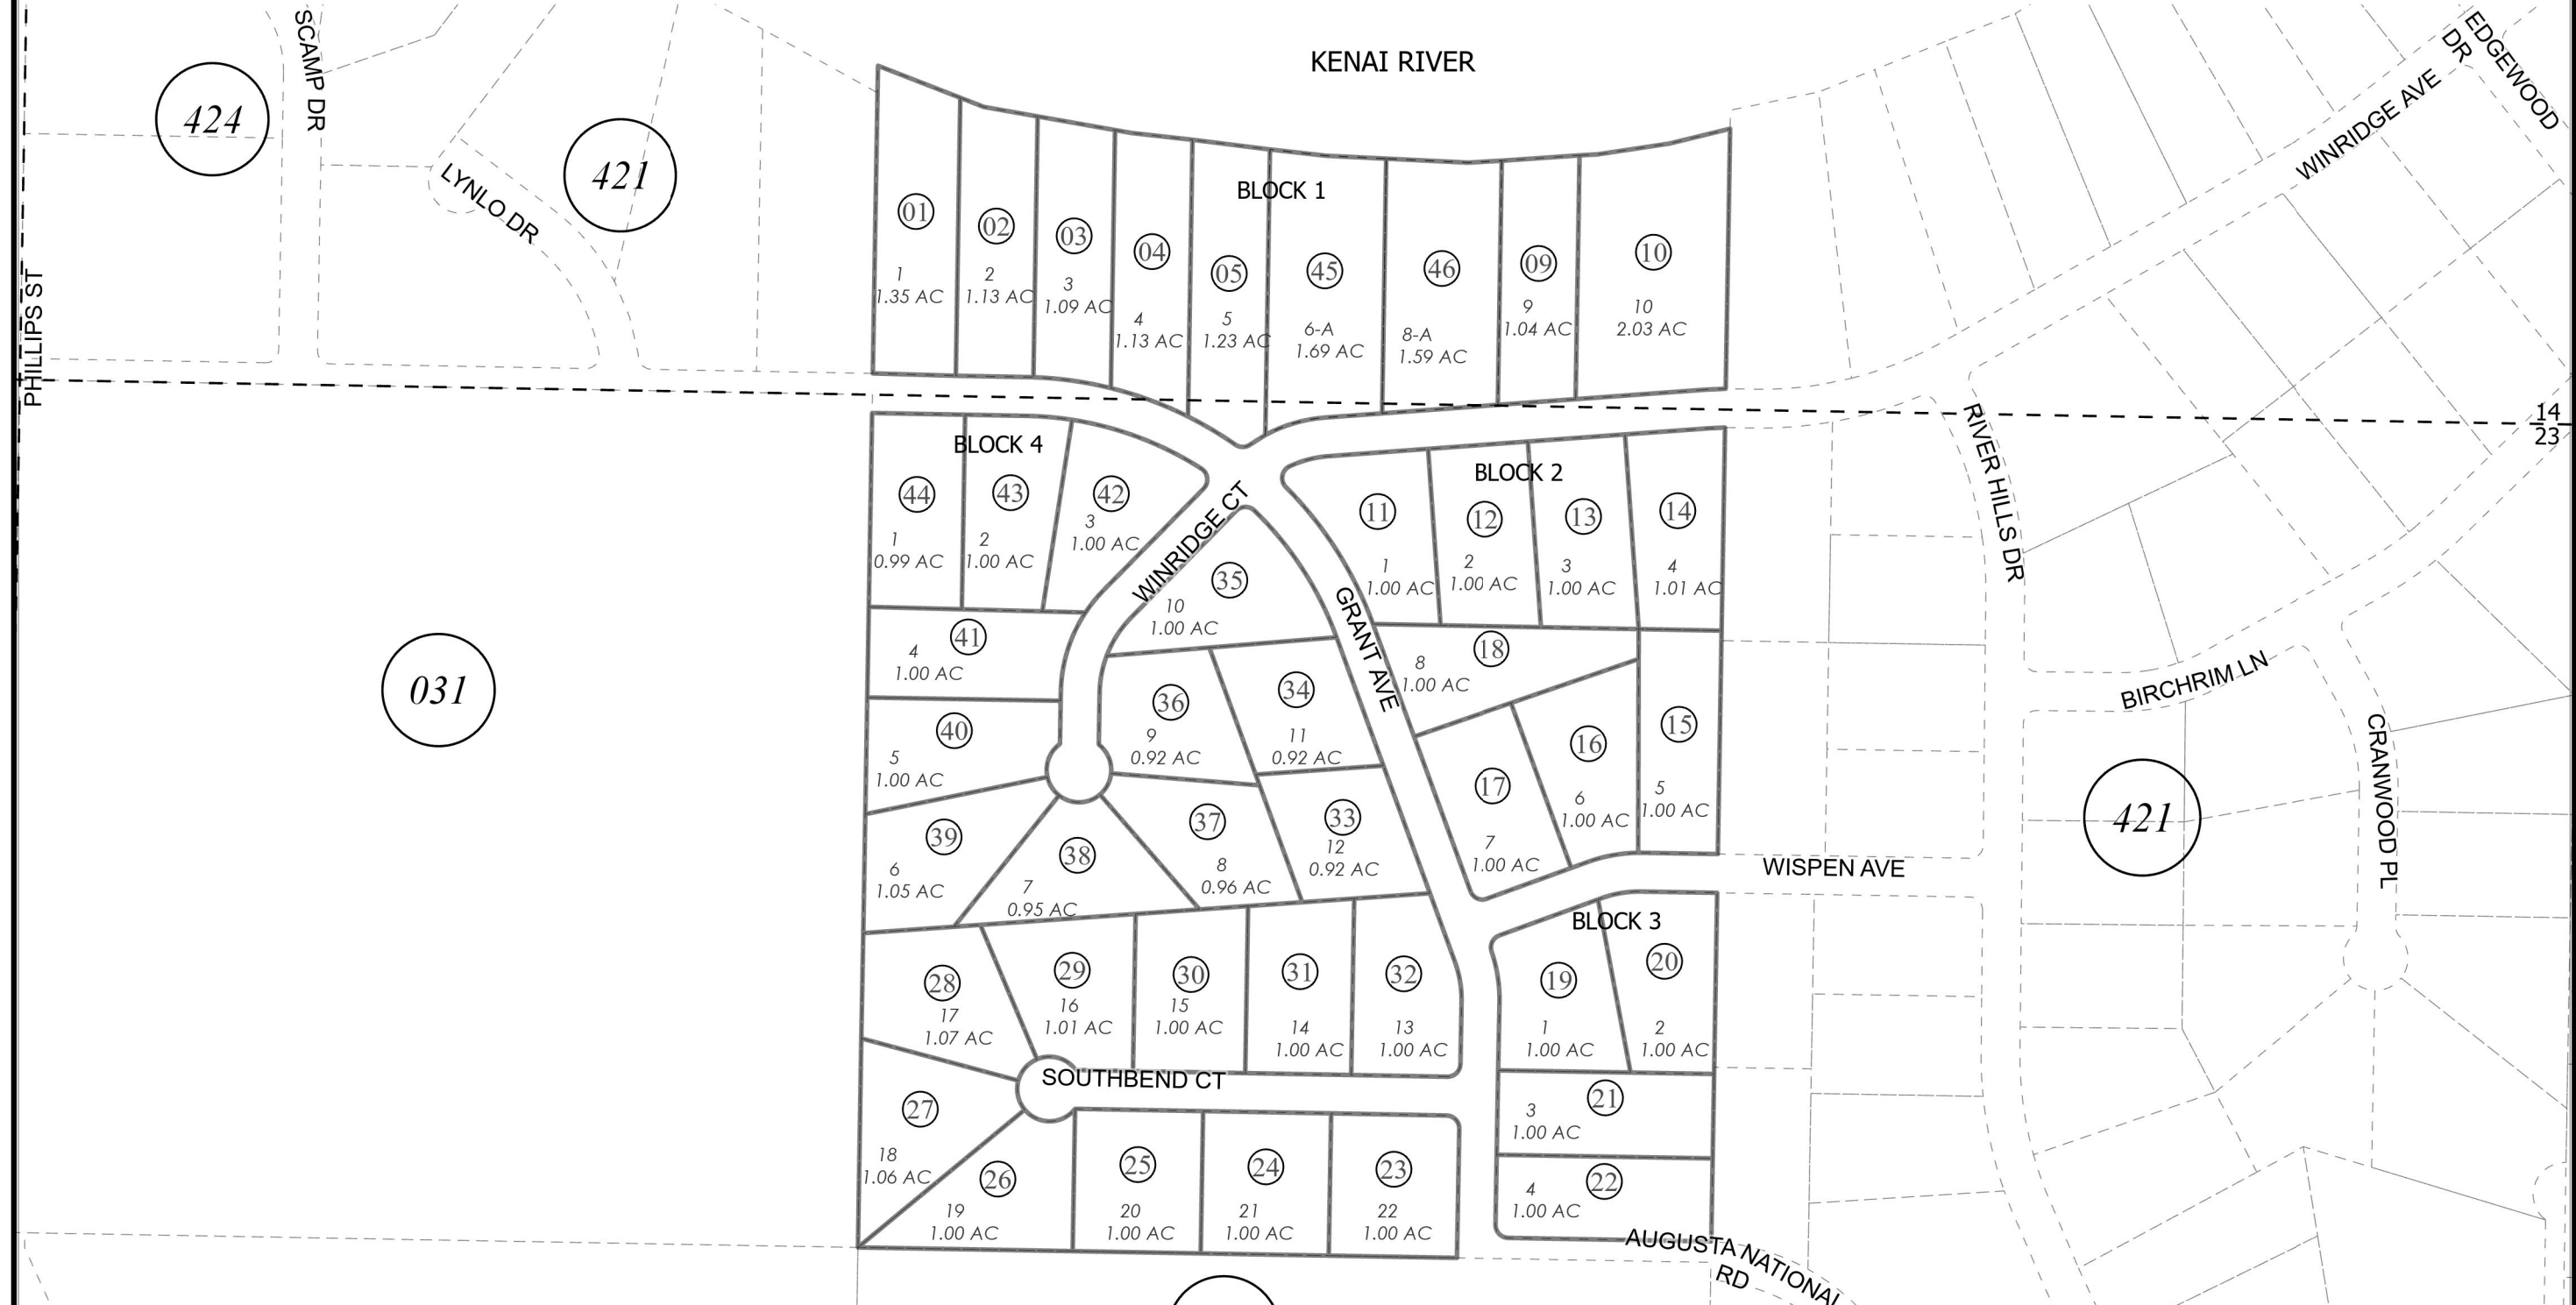 KENAI RIVER
SCAMP DR
424
421
LYNLO DR
PHILLIPS ST
EDGEWOOD
DR
WINRIDGE AVE
BLOCK 1
01
1
1.35 AC
02
2
1.13 AC
03
3
1.09 AC
04
4
1.13 AC
05
5
1.23 AC
45
6-A
1.69 AC
46
8-A
1.59 AC
09
9
1.04 AC
10
10
2.03 AC
14
23
BLOCK 4
44
1
0.99 AC
43
2
1.00 AC
42
3
1.00 AC
WINRIDGE CT
35
10
1.00 AC
BLOCK 2
11
1
1.00 AC
12
2
1.00 AC
13
3
1.00 AC
14
4
1.01 AC
RIVER HILLS DR
GRANT AVE
41
4
1.00 AC
18
8
1.00 AC
031
40
5
1.00 AC
36
9
0.92 AC
34
11
0.92 AC
17
7
1.00 AC
16
6
1.00 AC
15
5
1.00 AC
BIRCHRIM LN
CRANWOOD PL
421
39
6
1.05 AC
38
7
0.95 AC
37
8
0.96 AC
33
12
0.92 AC
WISPEN AVE
BLOCK 3
28
17
1.07 AC
29
16
1.01 AC
30
15
1.00 AC
31
14
1.00 AC
32
13
1.00 AC
19
1
1.00 AC
20
2
1.00 AC
SOUTHBEND CT
27
18
1.06 AC
26
19
1.00 AC
25
20
1.00 AC
24
21
1.00 AC
23
22
1.00 AC
21
3
1.00 AC
22
4
1.00 AC
AUGUSTA NATIONAL
RD